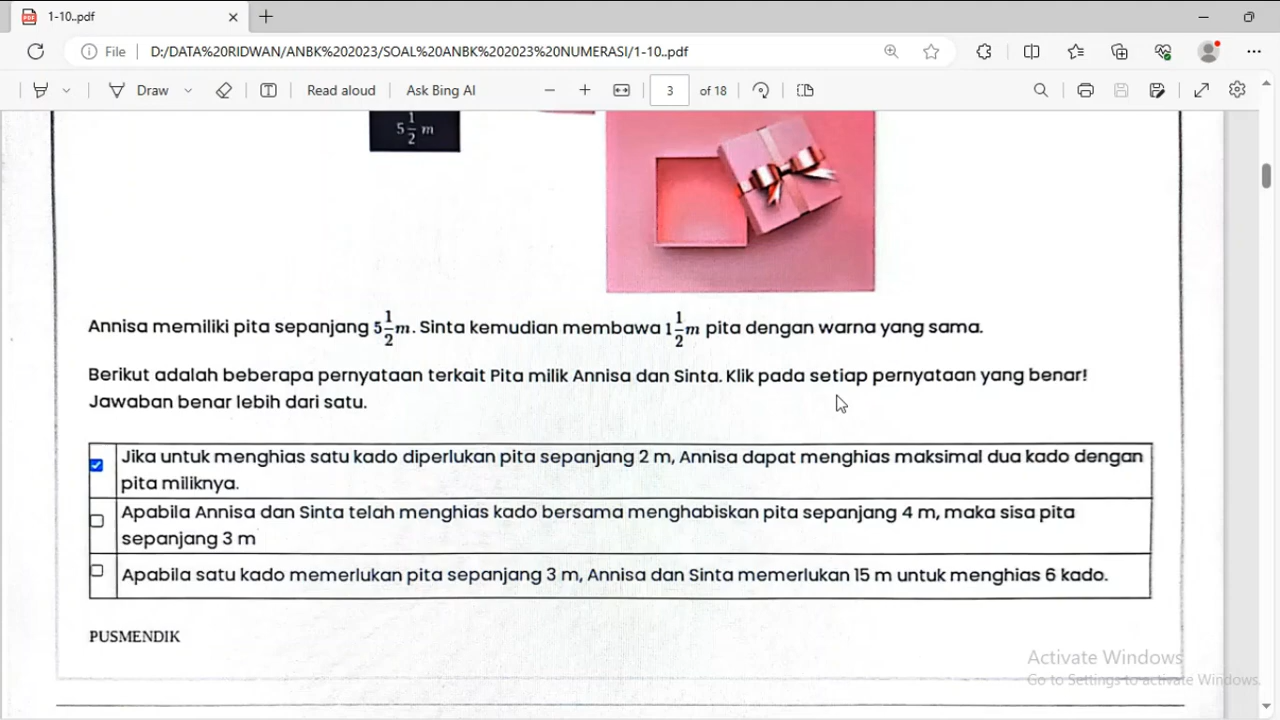 1-10..pdf
File D:/DATA%20RIDWAN/ANBK%202023/SOAL%20ANBK%202023%20NUMERASI/1-10..pdf
Draw Read aloud Ask Bing AI 3 of 18
5 1/2 m
Annisa memiliki pita sepanjang 5 1/2 m. Sinta kemudian membawa 1 1/2 m pita dengan warna yang sama.
Berikut adalah beberapa pernyataan terkait Pita milik Annisa dan Sinta. Klik pada setiap pernyataan yang benar!
Jawaban benar lebih dari satu.
Jika untuk menghias satu kado diperlukan pita sepanjang 2 m, Annisa dapat menghias maksimal dua kado dengan
pita miliknya.
Apabila Annisa dan Sinta telah menghias kado bersama menghabiskan pita sepanjang 4 m, maka sisa pita
sepanjang 3 m
Apabila satu kado memerlukan pita sepanjang 3 m, Annisa dan Sinta memerlukan 15 m untuk menghias 6 kado.
PUSMENDIK
Activate Windows
Go to Settings to activate Windows.